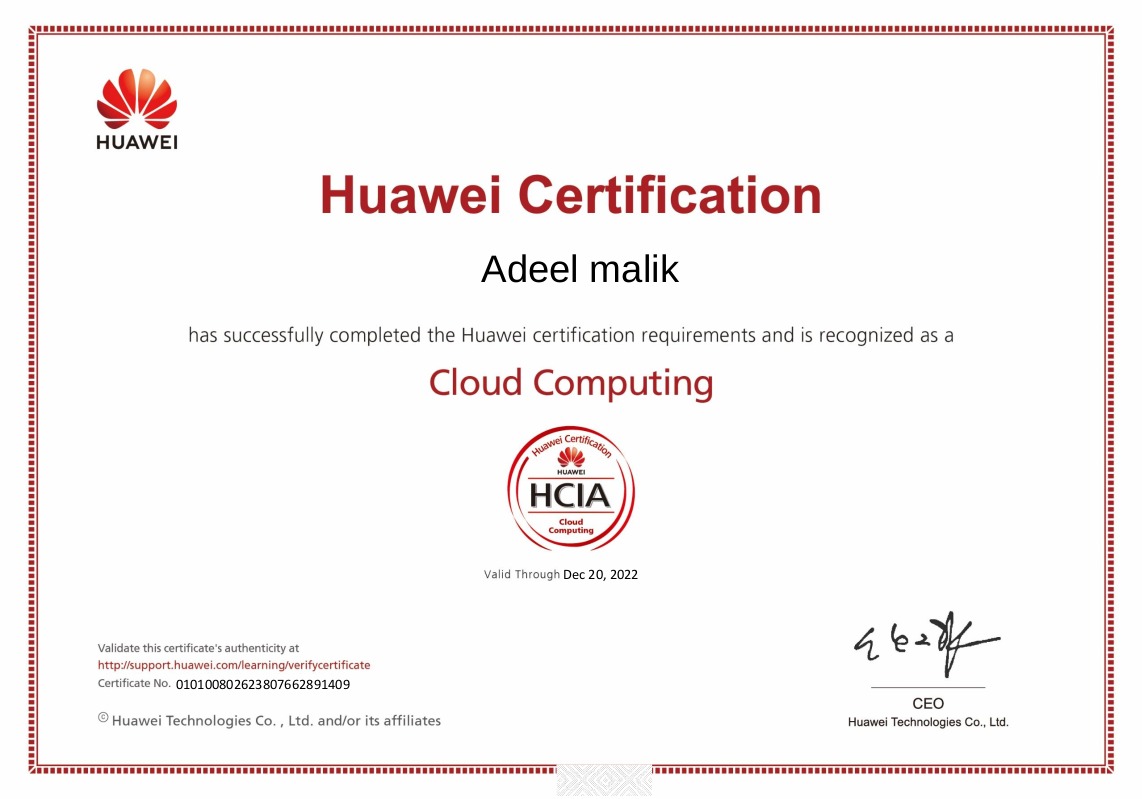 HUAWEI
Huawei Certification
Adeel malik
has successfully completed the Huawei certification requirements and is recognized as a
Cloud Computing
Huawei Certification
HUAWEI
HCIA
Cloud
Computing
Valid Through Dec 20, 2022
Validate this certificate's authenticity at
http://support.huawei.com/learning/verifycertificate
Certificate No. 010100802623807662891409
© Huawei Technologies Co. , Ltd. and/or its affiliates
CEO
Huawei Technologies Co., Ltd.